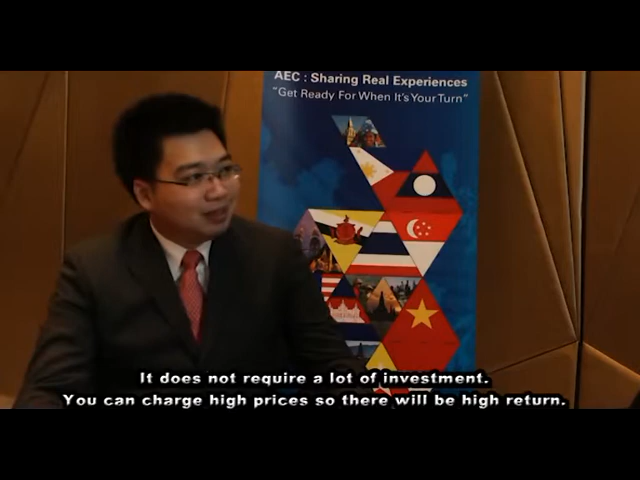 AEC : Sharing Real Experiences
"Get Ready For When It's Your Turn"
It does not require a lot of investment.
You can charge high prices so there will be high return.